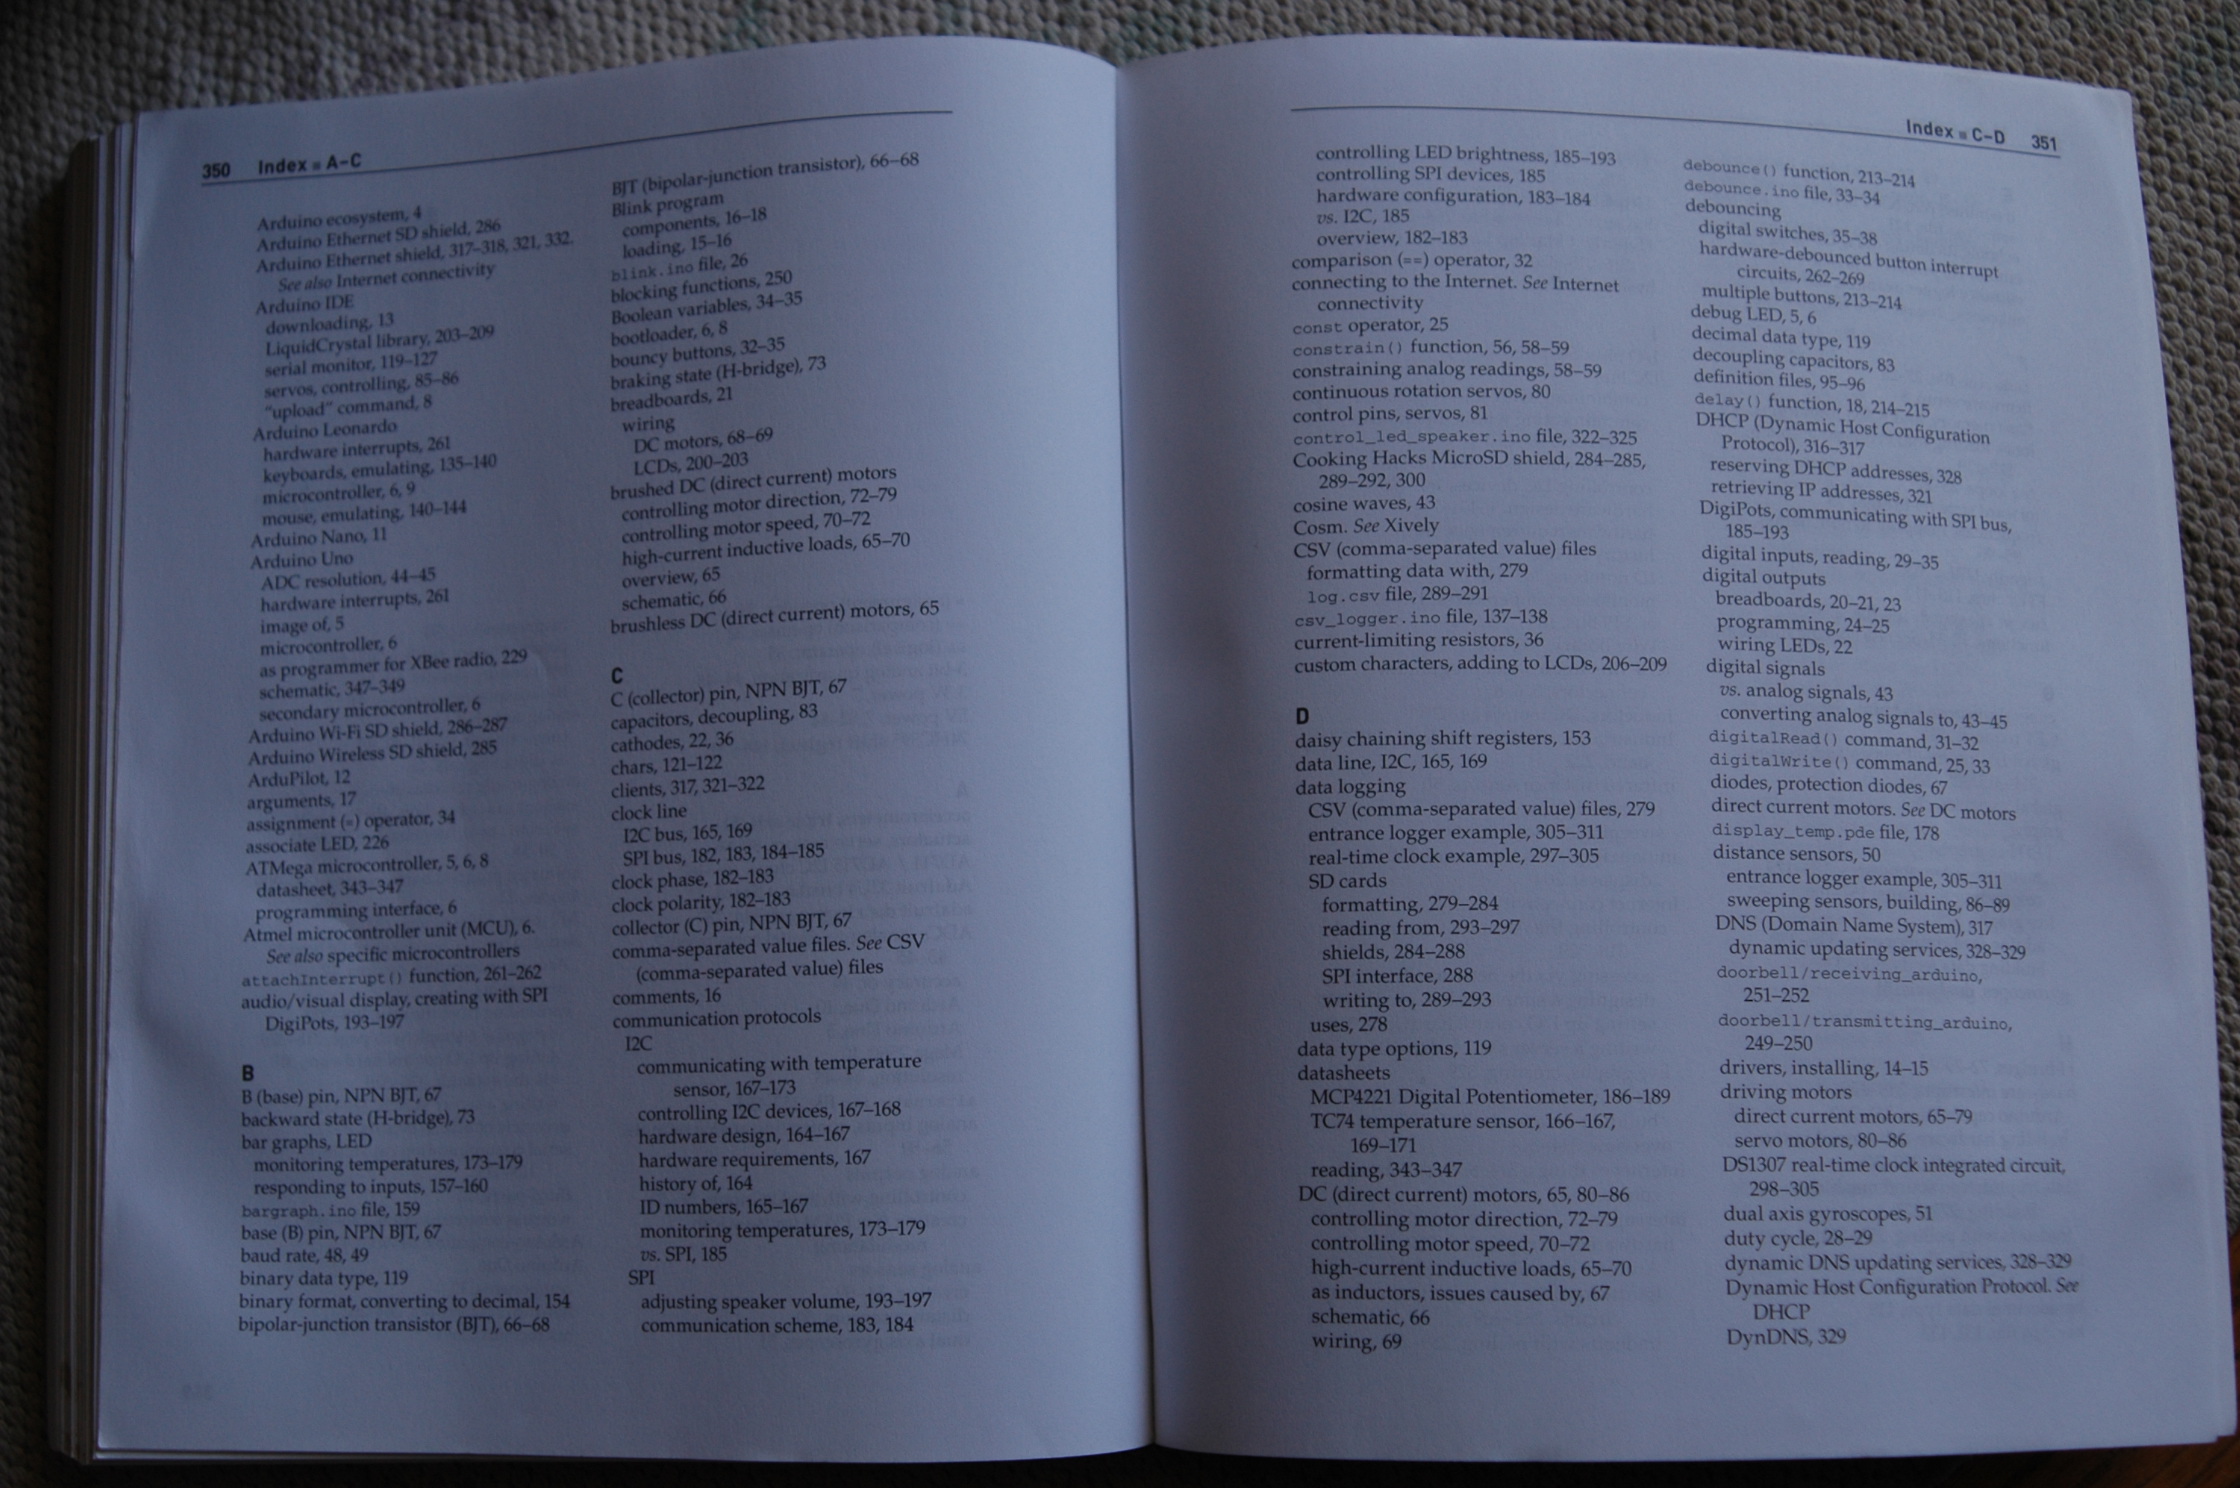 350 Index ■ A–C
Arduino ecosystem, 4
Arduino Ethernet SD shield, 286
Arduino Ethernet shield, 317–318, 321, 332.
See also Internet connectivity
Arduino IDE
downloading, 13
LiquidCrystal library, 203–209
serial monitor, 119–127
servos, controlling, 85–86
"upload" command, 8
Arduino Leonardo
hardware interrupts, 261
keyboards, emulating, 135–140
microcontroller, 6, 9
mouse, emulating, 140–144
Arduino Nano, 11
Arduino Uno
ADC resolution, 44–45
hardware interrupts, 261
image of, 5
microcontroller, 6
as programmer for XBee radio, 229
schematic, 347–349
secondary microcontroller, 6
Arduino Wi-Fi SD shield, 286–287
Arduino Wireless SD shield, 285
ArduPilot, 12
arguments, 17
assignment (=) operator, 34
associate LED, 226
ATMega microcontroller, 5, 6, 8
datasheet, 343–347
programming interface, 6
Atmel microcontroller unit (MCU), 6.
See also specific microcontrollers
attachInterrupt() function, 261–262
audio/visual display, creating with SPI
DigiPots, 193–197
B
B (base) pin, NPN BJT, 67
backward state (H-bridge), 73
bar graphs, LED
monitoring temperatures, 173–179
responding to inputs, 157–160
bargraph.ino file, 159
base (B) pin, NPN BJT, 67
baud rate, 48, 49
binary data type, 119
binary format, converting to decimal, 154
bipolar-junction transistor (BJT), 66–68
BJT (bipolar-junction transistor), 66–68
Blink program
components, 16–18
loading, 15–16
blink.ino file, 26
blocking functions, 250
Boolean variables, 34–35
bootloader, 6, 8
bouncy buttons, 32–35
braking state (H-bridge), 73
breadboards, 21
wiring
DC motors, 68–69
LCDs, 200–203
brushed DC (direct current) motors
controlling motor direction, 72–79
controlling motor speed, 70–72
high-current inductive loads, 65–70
overview, 65
schematic, 66
brushless DC (direct current) motors, 65
C
C (collector) pin, NPN BJT, 67
capacitors, decoupling, 83
cathodes, 22, 36
chars, 121–122
clients, 317, 321–322
clock line
I2C bus, 165, 169
SPI bus, 182, 183, 184–185
clock phase, 182–183
clock polarity, 182–183
collector (C) pin, NPN BJT, 67
comma-separated value files. See CSV
(comma-separated value) files
comments, 16
communication protocols
I2C
communicating with temperature
sensor, 167–173
controlling I2C devices, 167–168
hardware design, 164–167
hardware requirements, 167
history of, 164
ID numbers, 165–167
monitoring temperatures, 173–179
vs. SPI, 185
SPI
adjusting speaker volume, 193–197
communication scheme, 183, 184
Index ■ C–D 351
controlling LED brightness, 185–193
controlling SPI devices, 185
hardware configuration, 183–184
vs. I2C, 185
overview, 182–183
comparison (==) operator, 32
connecting to the Internet. See Internet
connectivity
const operator, 25
constrain() function, 56, 58–59
constraining analog readings, 58–59
continuous rotation servos, 80
control pins, servos, 81
control_led_speaker.ino file, 322–325
Cooking Hacks MicroSD shield, 284–285,
289–292, 300
cosine waves, 43
Cosm. See Xively
CSV (comma-separated value) files
formatting data with, 279
log.csv file, 289–291
csv_logger.ino file, 137–138
current-limiting resistors, 36
custom characters, adding to LCDs, 206–209
D
daisy chaining shift registers, 153
data line, I2C, 165, 169
data logging
CSV (comma-separated value) files, 279
entrance logger example, 305–311
real-time clock example, 297–305
SD cards
formatting, 279–284
reading from, 293–297
shields, 284–288
SPI interface, 288
writing to, 289–293
uses, 278
data type options, 119
datasheets
MCP4221 Digital Potentiometer, 186–189
TC74 temperature sensor, 166–167,
169–171
reading, 343–347
DC (direct current) motors, 65, 80–86
controlling motor direction, 72–79
controlling motor speed, 70–72
high-current inductive loads, 65–70
as inductors, issues caused by, 67
schematic, 66
wiring, 69
debounce() function, 213–214
debounce.ino file, 33–34
debouncing
digital switches, 35–38
hardware-debounced button interrupt
circuits, 262–269
multiple buttons, 213–214
debug LED, 5, 6
decimal data type, 119
decoupling capacitors, 83
definition files, 95–96
delay() function, 18, 214–215
DHCP (Dynamic Host Configuration
Protocol), 316–317
reserving DHCP addresses, 328
retrieving IP addresses, 321
DigiPots, communicating with SPI bus,
185–193
digital inputs, reading, 29–35
digital outputs
breadboards, 20–21, 23
programming, 24–25
wiring LEDs, 22
digital signals
vs. analog signals, 43
converting analog signals to, 43–45
digitalRead() command, 31–32
digitalWrite() command, 25, 33
diodes, protection diodes, 67
direct current motors. See DC motors
display_temp.pde file, 178
distance sensors, 50
entrance logger example, 305–311
sweeping sensors, building, 86–89
DNS (Domain Name System), 317
dynamic updating services, 328–329
doorbell/receiving_arduino,
251–252
doorbell/transmitting_arduino,
249–250
drivers, installing, 14–15
driving motors
direct current motors, 65–79
servo motors, 80–86
DS1307 real-time clock integrated circuit,
298–305
dual axis gyroscopes, 51
duty cycle, 28–29
dynamic DNS updating services, 328–329
Dynamic Host Configuration Protocol. See
DHCP
DynDNS, 329